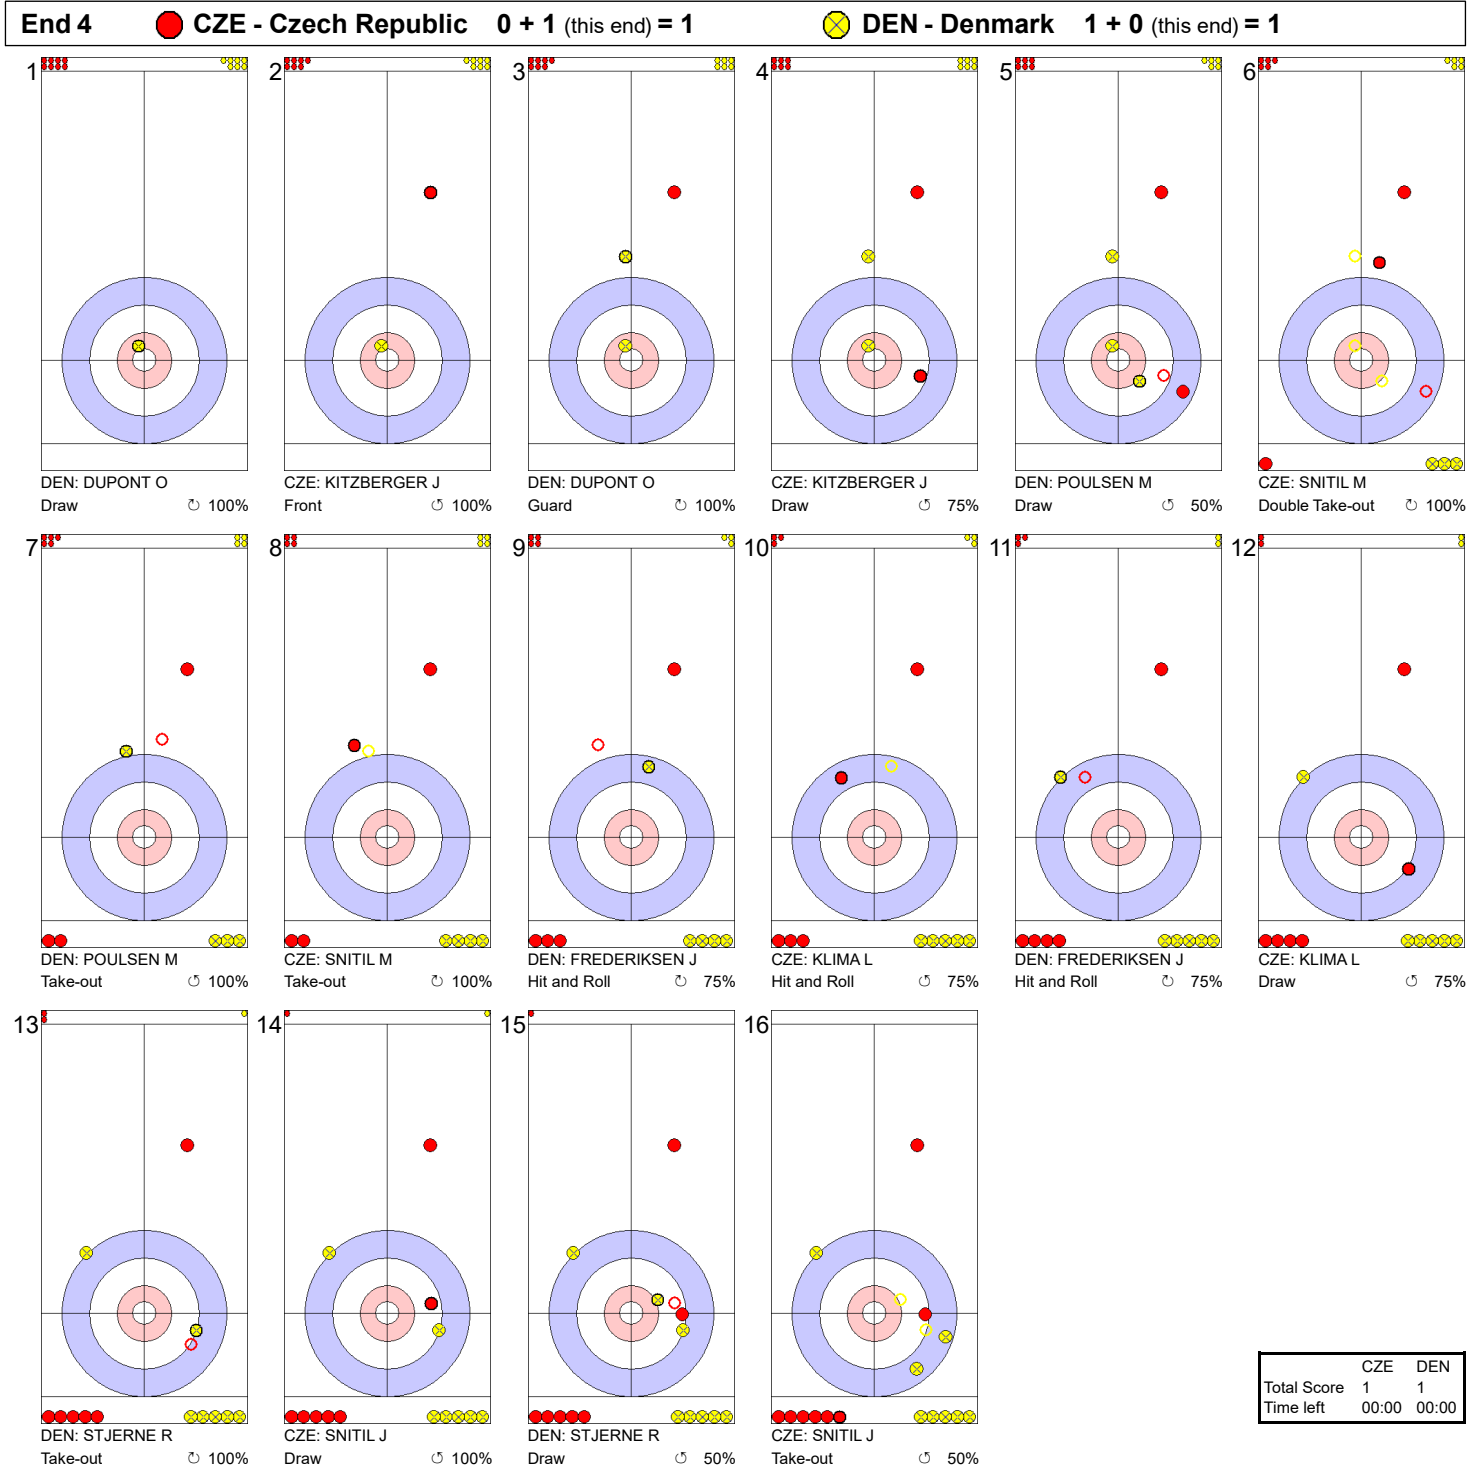 End 4 CZE - Czech Republic 0 + 1 (this end) = 1 DEN - Denmark 1 + 0 (this end) = 1
1 2 3 4 5 6
DEN: DUPONT O CZE: KITZBERGER J DEN: DUPONT O CZE: KITZBERGER J DEN: POULSEN M CZE: SNITIL M
Draw ↻ 100% Front ↻ 100% Guard ↻ 100% Draw ↺ 75% Draw ↺ 50% Double Take-out ↻ 100%
7 8 9 10 11 12
DEN: POULSEN M CZE: SNITIL M DEN: FREDERIKSEN J CZE: KLIMA L DEN: FREDERIKSEN J CZE: KLIMA L
Take-out ↻ 100% Take-out ↺ 100% Hit and Roll ↻ 75% Hit and Roll ↺ 75% Hit and Roll ↺ 75% Draw ↺ 75%
13 14 15 16
DEN: STJERNE R CZE: SNITIL J DEN: STJERNE R CZE: SNITIL J
Take-out ↻ 100% Draw ↻ 100% Draw ↺ 50% Take-out ↺ 50%
CZE DEN
Total Score 1 1
Time left 00:00 00:00